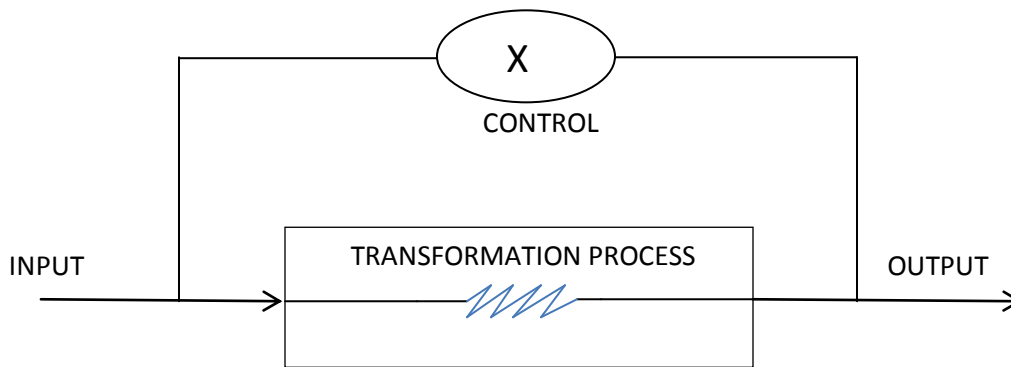 X
CONTROL
TRANSFORMATION PROCESS
INPUT
OUTPUT